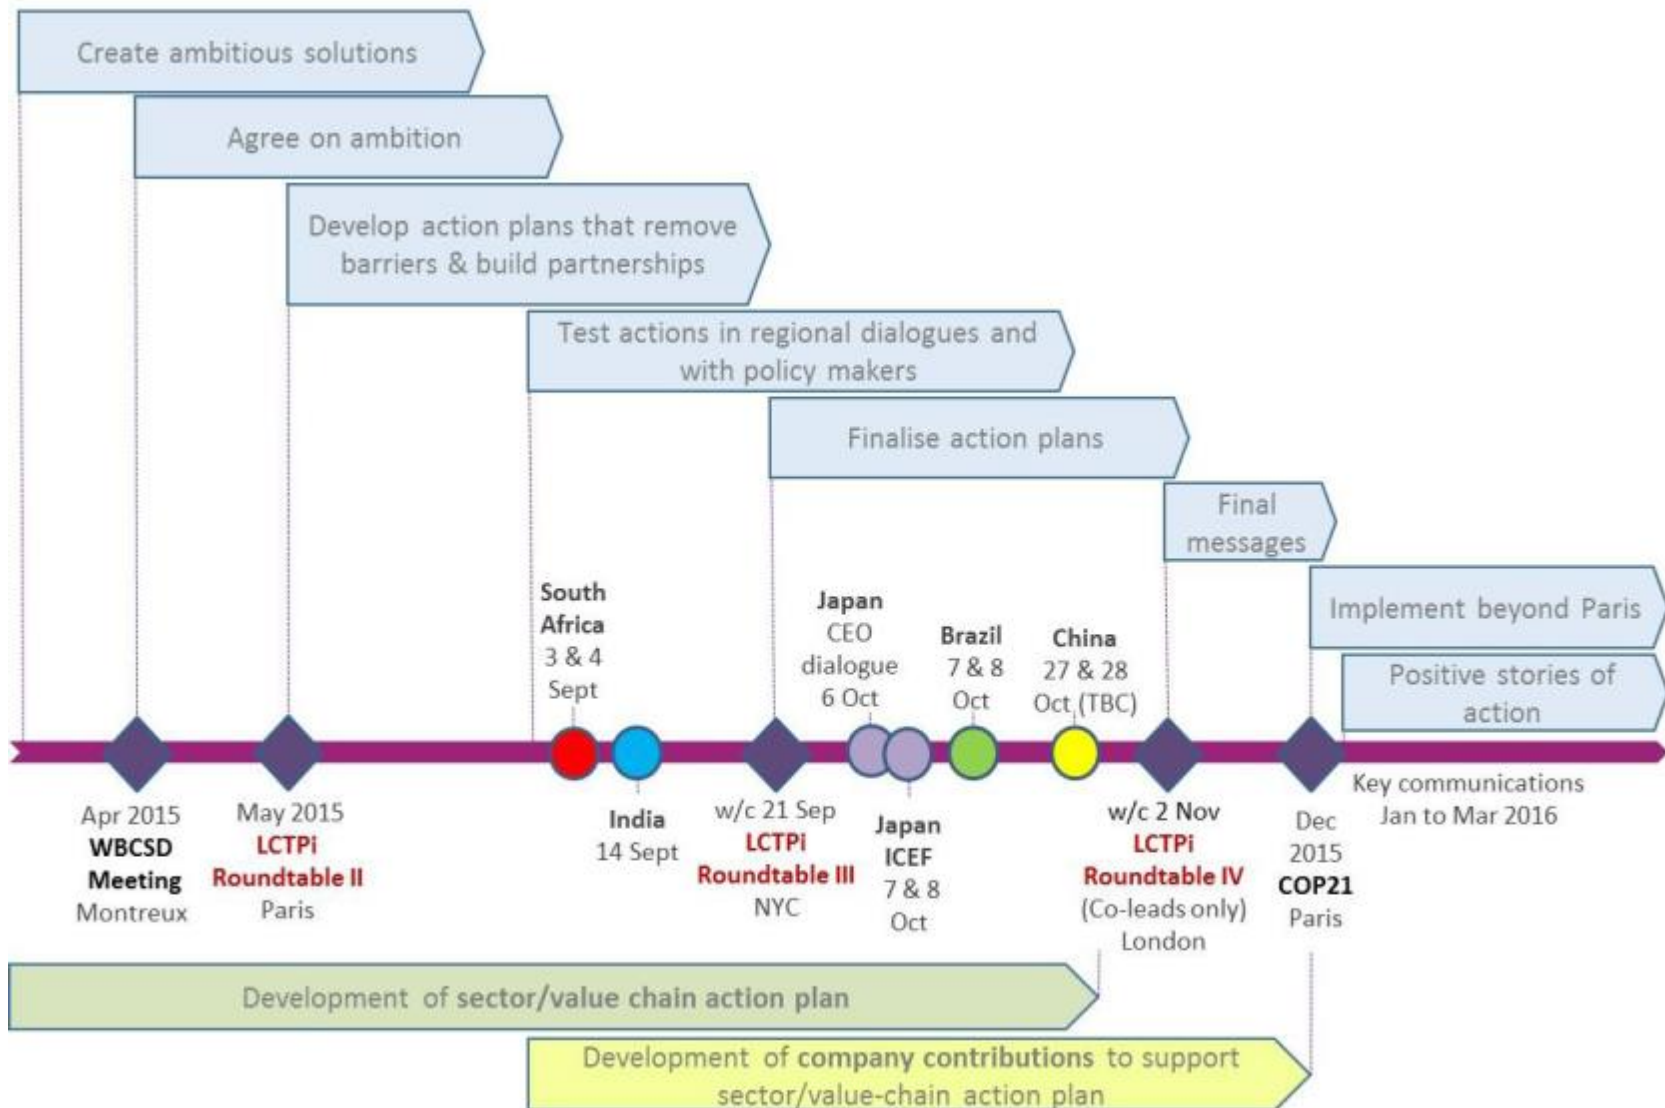 Create ambitious solutions
Agree on ambition
Develop action plans that remove
barriers & build partnerships
Test actions in regional dialogues and
with policy makers
Finalise action plans
Final
messages
Implement beyond Paris
Positive stories of
action
South
Africa
3 & 4
Sept
Japan
CEO
dialogue
6 Oct
Brazil
7 & 8
Oct
China
27 & 28
Oct (TBC)
Apr 2015
WBCSD
Meeting
Montreux
May 2015
LCTPi
Roundtable II
Paris
India
14 Sept
w/c 21 Sep
LCTPi
Roundtable III
NYC
Japan
ICEF
7 & 8
Oct
w/c 2 Nov
LCTPi
Roundtable IV
(Co-leads only)
London
Dec
2015
COP21
Paris
Key communications
Jan to Mar 2016
Development of sector/value chain action plan
Development of company contributions to support
sector/value-chain action plan